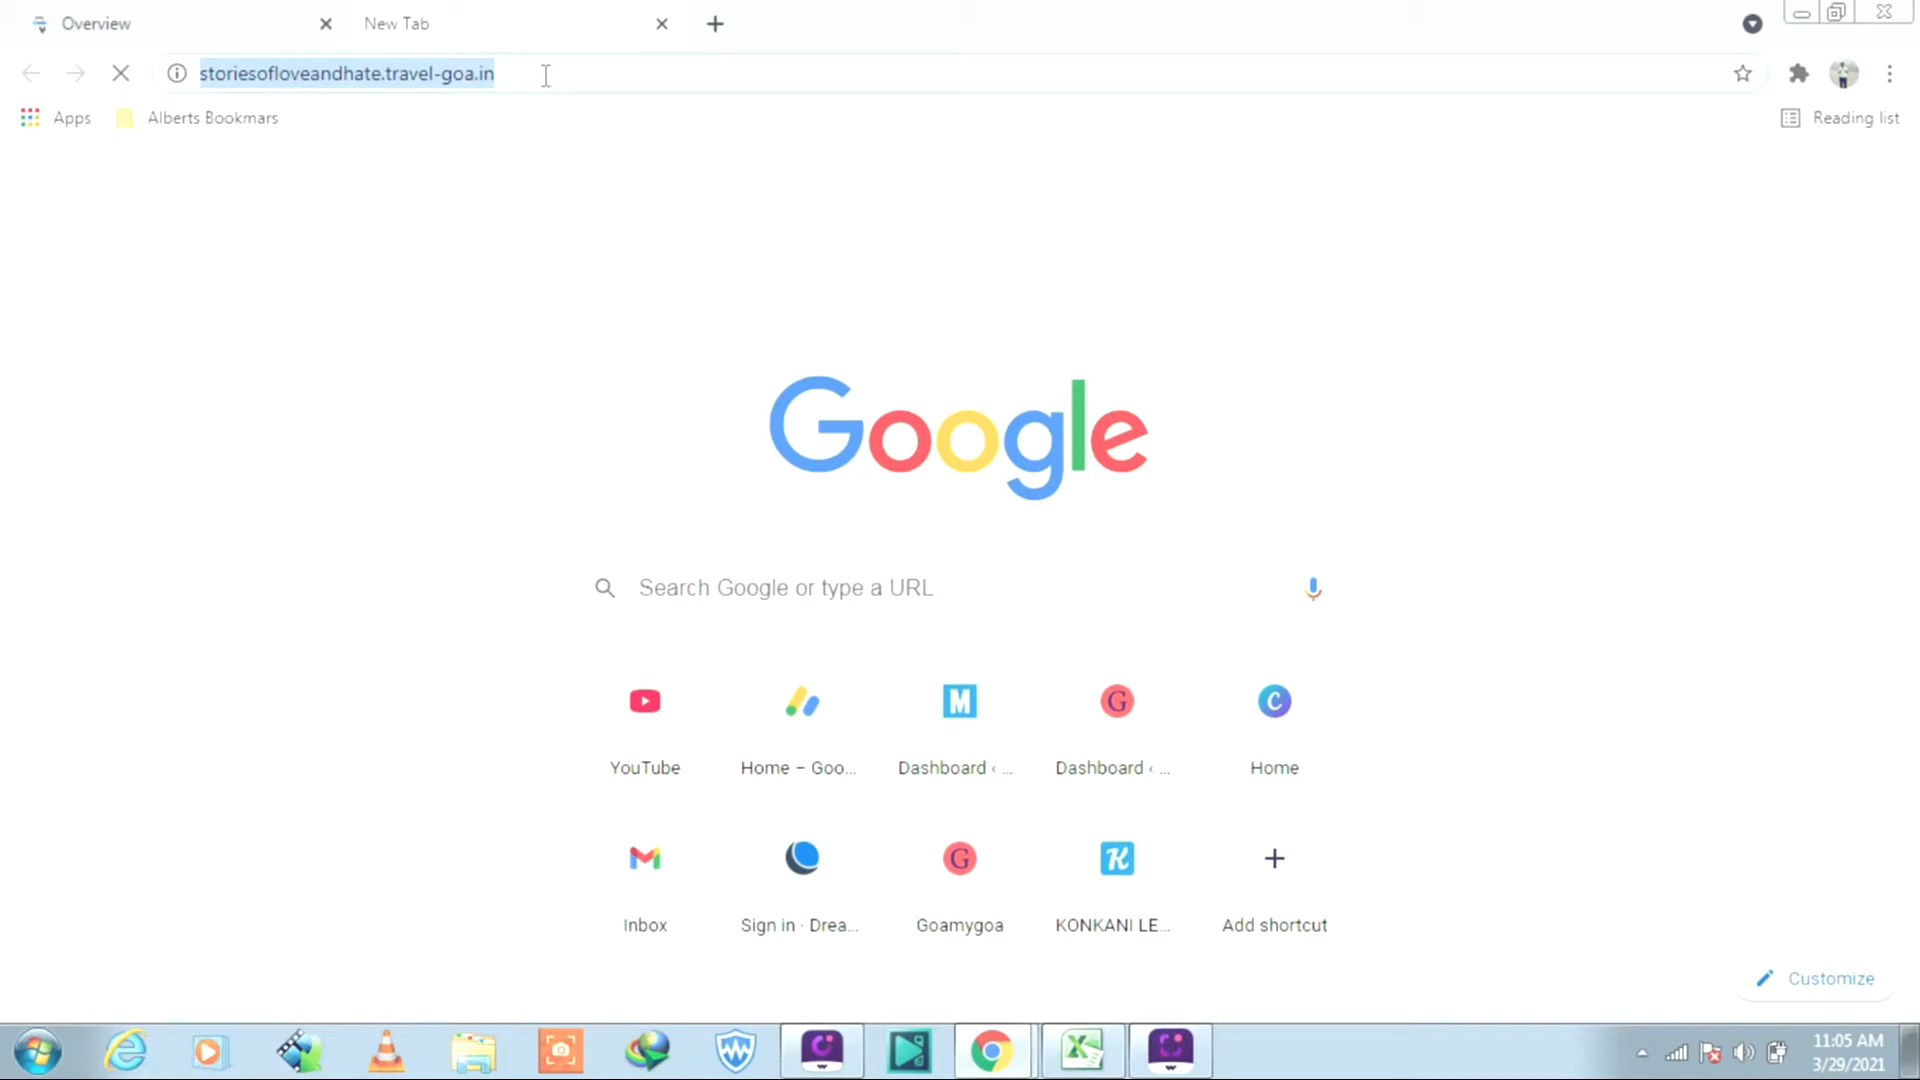 Overview
New Tab
storiesofloveandhate.travel-goa.in
Apps
Alberts Bookmars
Reading list
Google
Search Google or type a URL
M
G
C
YouTube
Home – Goo...
Dashboard ‹ ...
Dashboard ‹ ...
Home
G
K
Inbox
Sign in · Drea...
Goamygoa
KONKANI LE...
Add shortcut
Customize
11:05 AM
3/29/2021